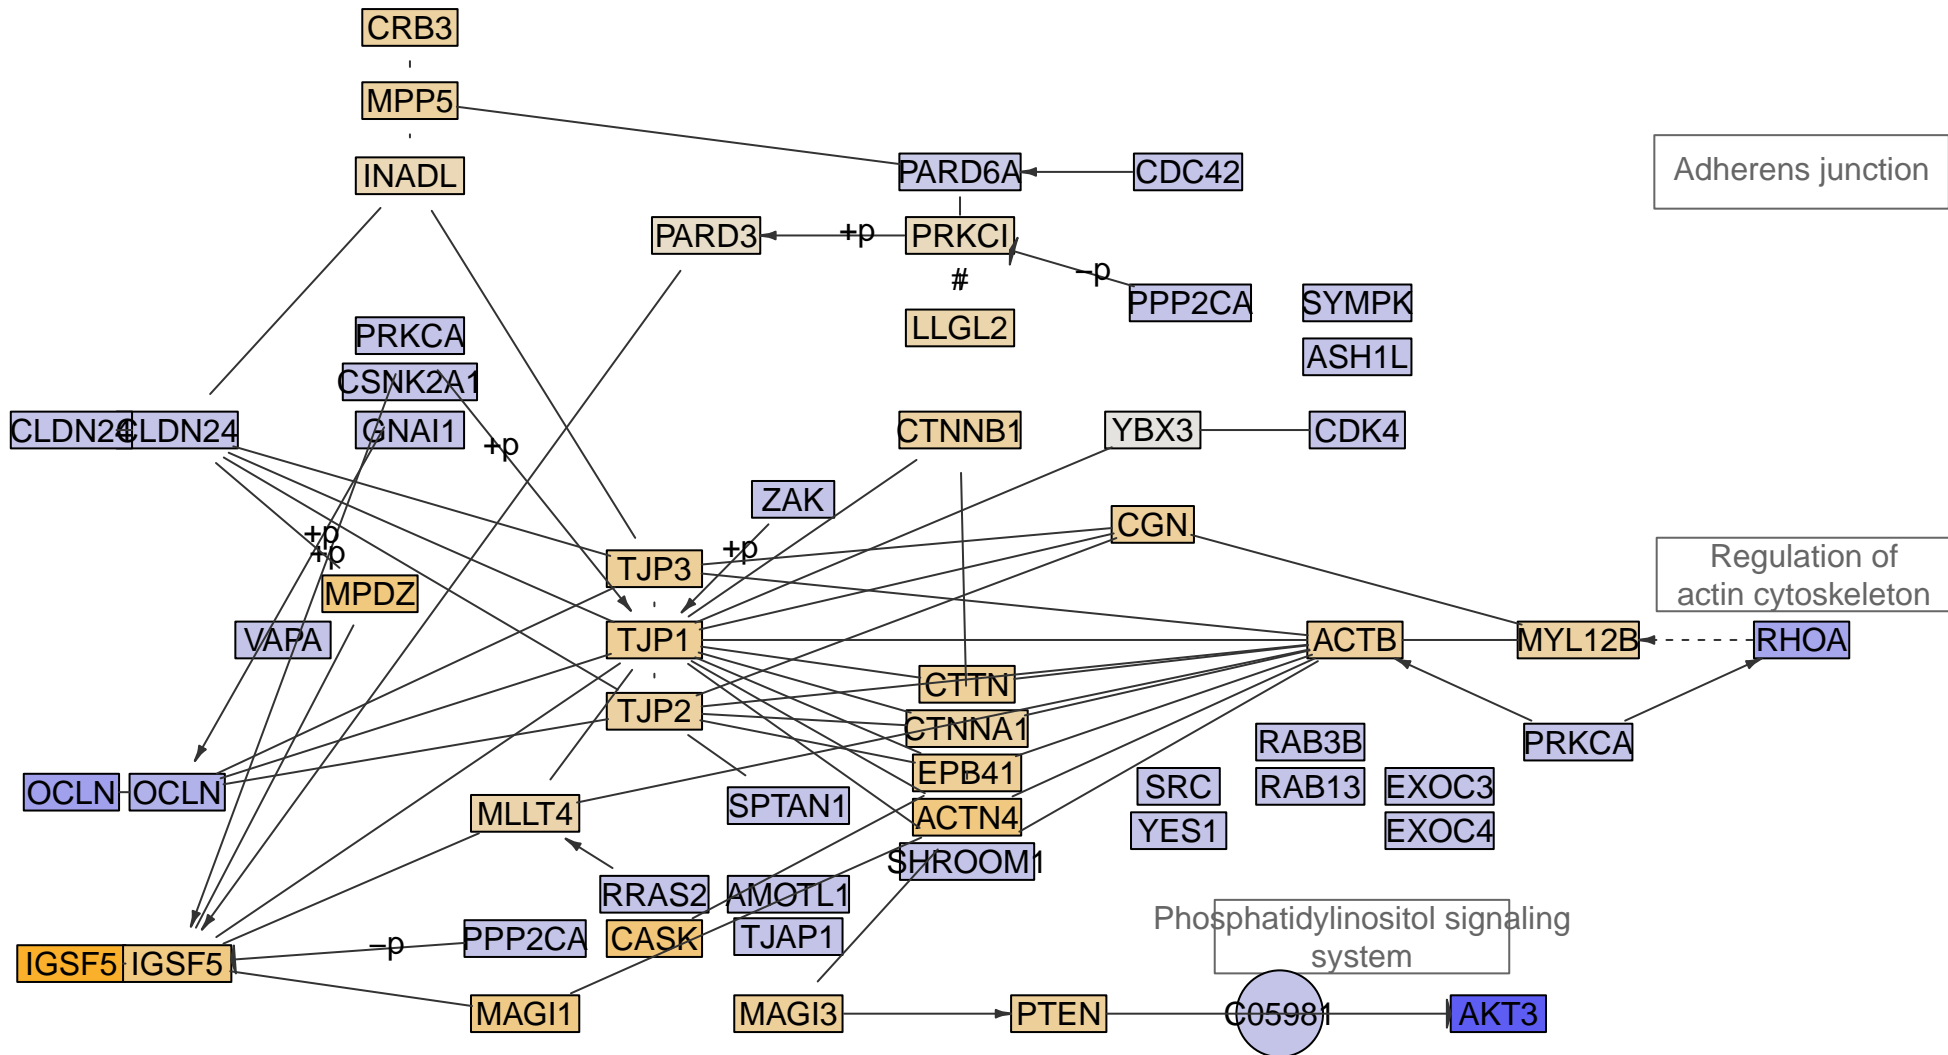 CRB3
MPP5
INADL
PARD6A
CDC42
Adherens junction
PARD3
+p
PRKCI
−p
#
PPP2CA
SYMPK
PRKCA
LLGL2
ASH1L
CSNK2A1
CLDN24
CLDN24
GNAI1
+p
CTNNB1
YBX3
CDK4
ZAK
CGN
+p
+p
+p
TJP3
Regulation of
actin cytoskeleton
MPDZ
VAPA
TJP1
ACTB
MYL12B
RHOA
CTTN
TJP2
CTNNA1
RAB3B
PRKCA
EPB41
OCLN
OCLN
SRC
RAB13
EXOC3
MLLT4
SPTAN1
ACTN4
YES1
EXOC4
SHROOM1
RRAS2
AMOTL1
Phosphatidylinositol signaling
system
PPP2CA
CASK
TJAP1
−p
IGSF5
IGSF5
MAGI1
MAGI3
PTEN
C05981
AKT3